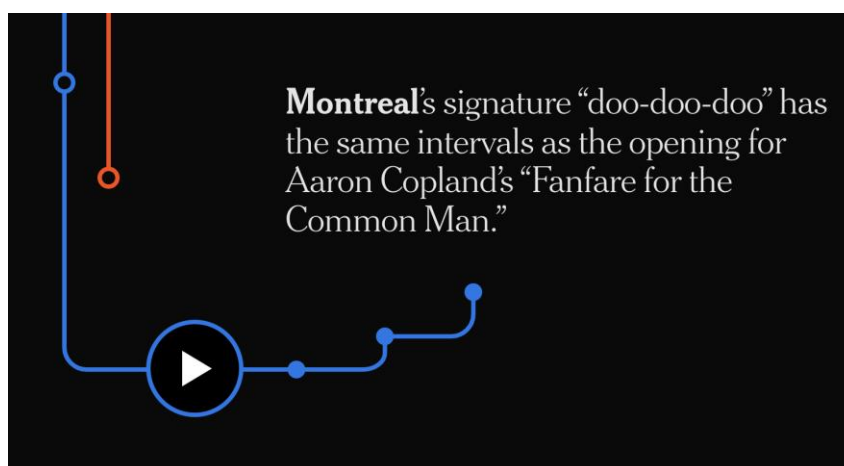 Montreal’s signature “doo-doo-doo” has
the same intervals as the opening for
Aaron Copland’s “Fanfare for the
Common Man.”